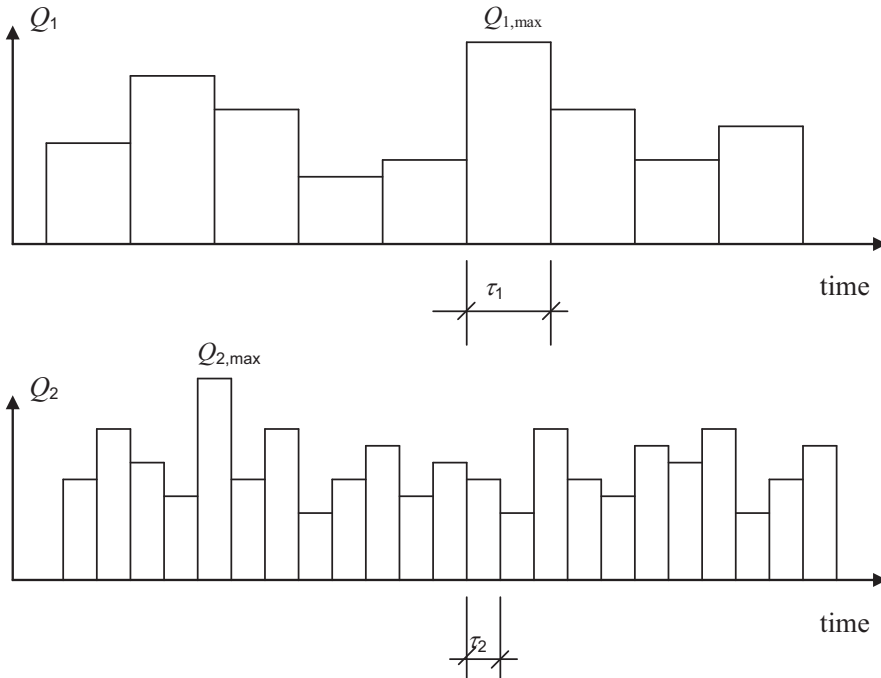 Q₁
Q₁,max
time
τ₁
Q₂,max
Q₂
time
τ₂